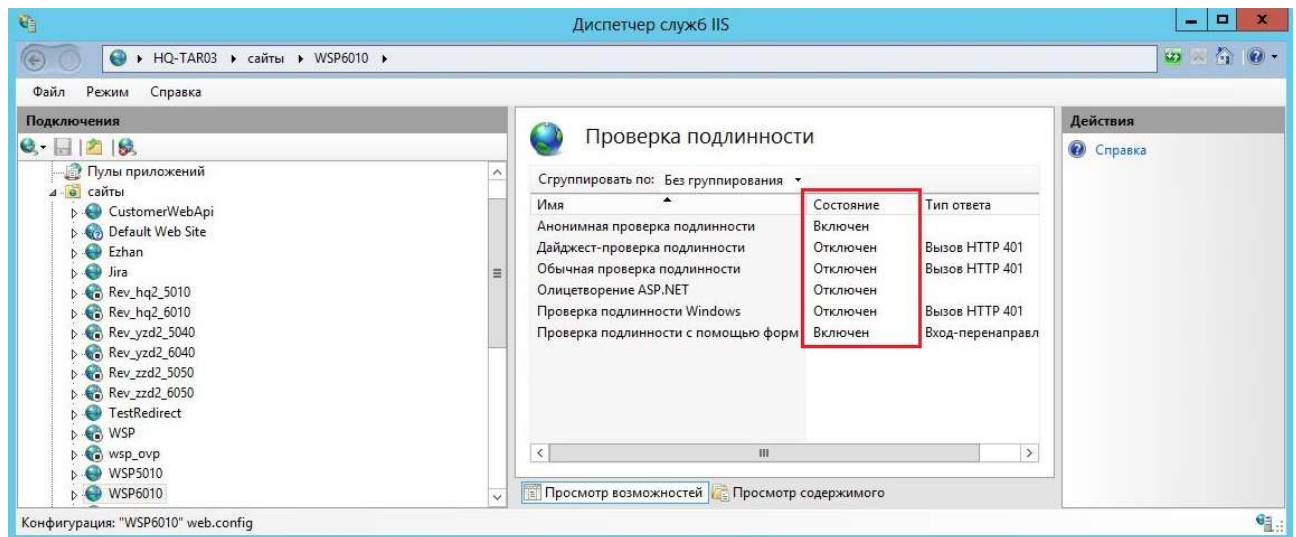 Диспетчер служб IIS
HQ-TAR03 сайты WSP6010
Файл Режим Справка
Подключения
Пулы приложений
сайты
CustomerWebApi
Default Web Site
Ezhan
Jira
Rev_hq2_5010
Rev_hq2_6010
Rev_yzd2_5040
Rev_yzd2_6040
Rev_zzd2_5050
Rev_zzd2_6050
TestRedirect
WSP
wsp_ovp
WSP5010
WSP6010
Проверка подлинности
Сгруппировать по: Без группирования
Имя Состояние Тип ответа
Анонимная проверка подлинности Включен
Дайджест-проверка подлинности Отключен Вызов HTTP 401
Обычная проверка подлинности Отключен Вызов HTTP 401
Олицетворение ASP.NET Отключен
Проверка подлинности Windows Отключен Вызов HTTP 401
Проверка подлинности с помощью форм Включен Вход-перенаправл
Просмотр возможностей Просмотр содержимого
Действия
Справка
Конфигурация: "WSP6010" web.config